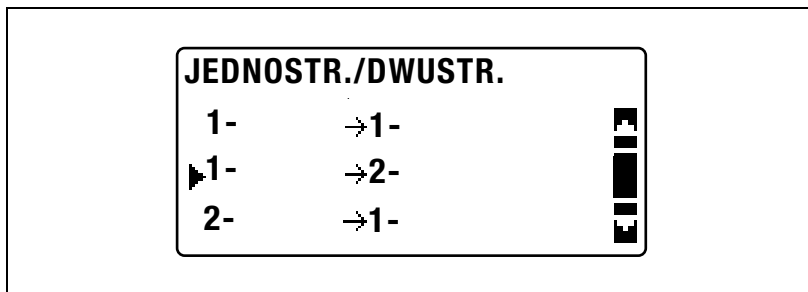 JEDNOSTR./DWUSTR.
1- →1-
1- →2-
2- →1-